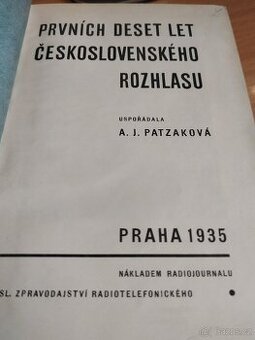 PRVNÍCH DESET LET
ČESKOSLOVENSKÉHO
ROZHLASU
USPOŘÁDALA
A. J. PATZAKOVÁ
PRAHA 1935
NÁKLADEM RADIOJOURNALU
SL. ZPRAVODAJSTVÍ RADIOTELEFONICKÉHO